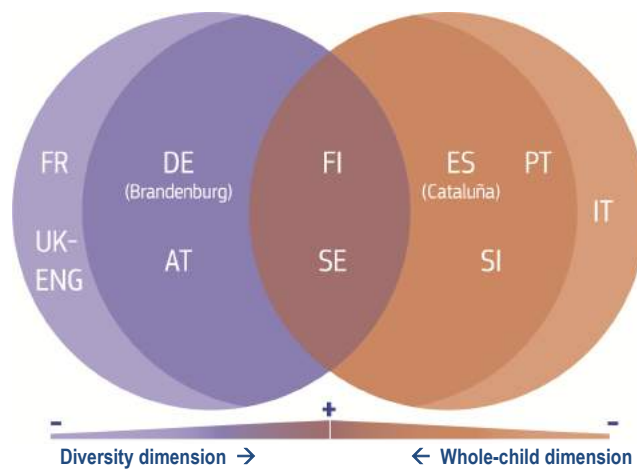 FR
DE
FI
ES
PT
(Brandenburg)
(Cataluña)
IT
UK-
ENG
AT
SE
SI
- + -
Diversity dimension → ← Whole-child dimension